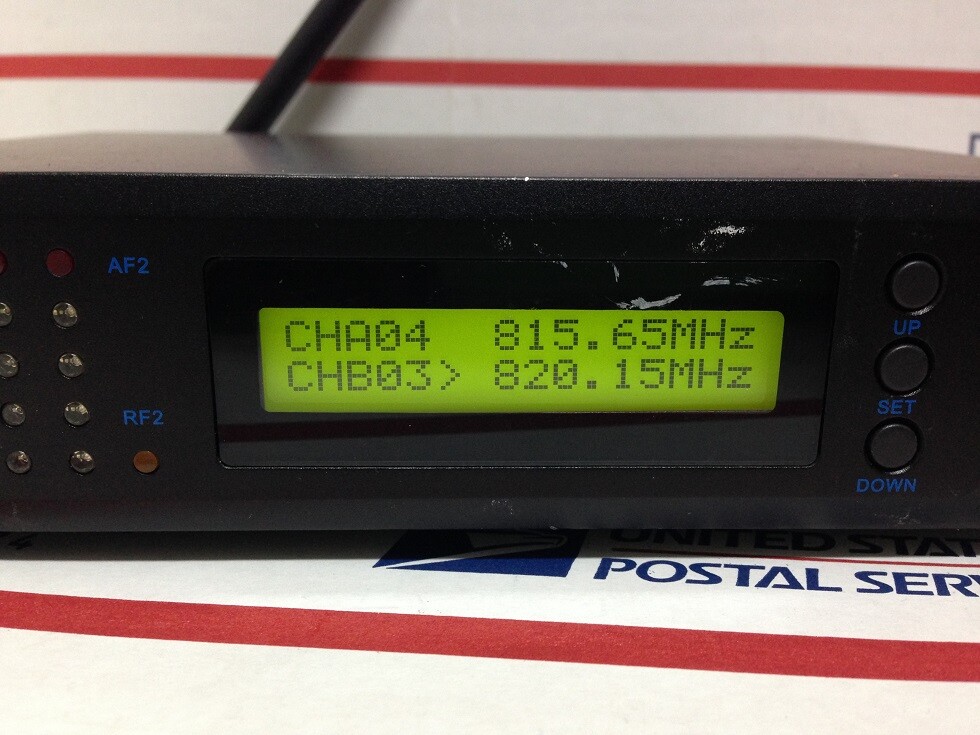 AF2
CHA04 815.65MHz
CHB03> 820.15MHz
UP
SET
RF2
DOWN
UNITED STAT
POSTAL SERV